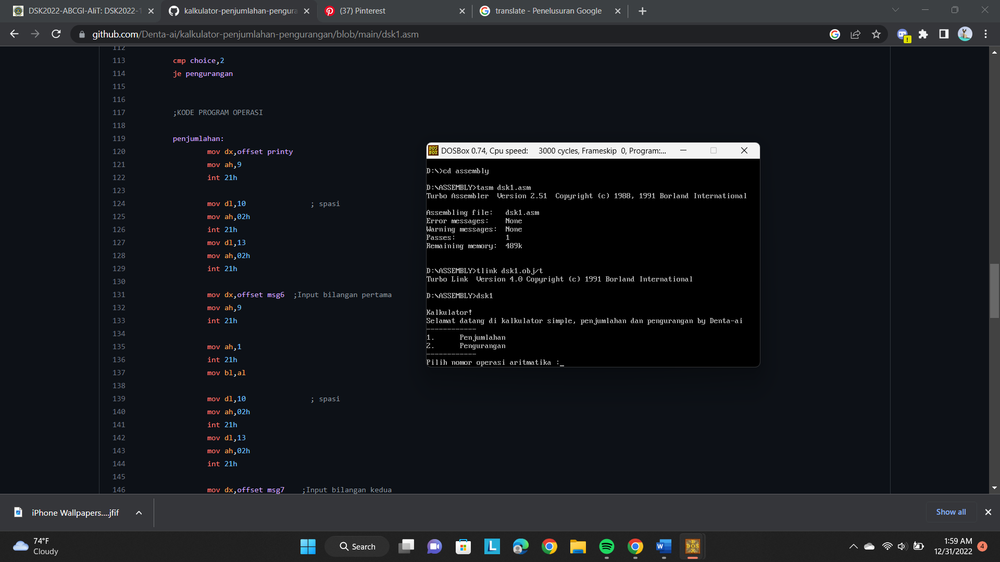 DSK2022-ABCGI-AliT: DSK2022-1
kalkulator-penjumlahan-pengura
(37) Pinterest
translate - Penelusuran Google
github.com/Denta-ai/kalkulator-penjumlahan-pengurangan/blob/main/dsk1.asm
112
113 cmp choice,2
114 je pengurangan
115
116
117 ;KODE PROGRAM OPERASI
118
119 penjumlahan:
120 mov dx,offset printy
121 mov ah,9
122 int 21h
123
124 mov dl,10 ; spasi
125 mov ah,02h
126 int 21h
127 mov dl,13
128 mov ah,02h
129 int 21h
130
131 mov dx,offset msg6 ;Input bilangan pertama
132 mov ah,9
133 int 21h
134
135 mov ah,1
136 int 21h
137 mov bl,al
138
139 mov dl,10 ; spasi
140 mov ah,02h
141 int 21h
142 mov dl,13
143 mov ah,02h
144 int 21h
145
146 mov dx,offset msg7 ;Input bilangan kedua
DOSBox 0.74, Cpu speed: 3000 cycles, Frameskip 0, Program:...
D:\>cd assembly
D:\ASSEMBLY>tasm dsk1.asm
Turbo Assembler Version 2.51 Copyright (c) 1988, 1991 Borland International
Assembling file: dsk1.asm
Error messages: None
Warning messages: None
Passes: 1
Remaining memory: 489k
D:\ASSEMBLY>tlink dsk1.obj/t
Turbo Link Version 4.0 Copyright (c) 1991 Borland International
D:\ASSEMBLY>dsk1
Kalkulator!
Selamat datang di kalkulator simple, penjumlahan dan pengurangan by Denta-ai
------------
1. Penjumlahan
2. Pengurangan
------------
Pilih nomor operasi aritmatika :_
iPhone Wallpapers....jfif
Show all
74°F
Cloudy
Search
1:59 AM
12/31/2022
4